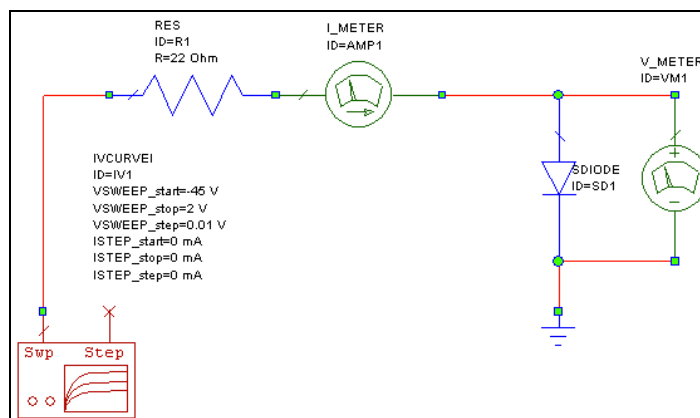 RES
ID=R1
R=22 Ohm
I_METER
ID=AMP1
V_METER
ID=VM1
IVCURVEI
ID=IV1
VSWEEP_start=-45 V
VSWEEP_stop=2 V
VSWEEP_step=0.01 V
ISTEP_start=0 mA
ISTEP_stop=0 mA
ISTEP_step=0 mA
SDIODE
ID=SD1
Swp Step